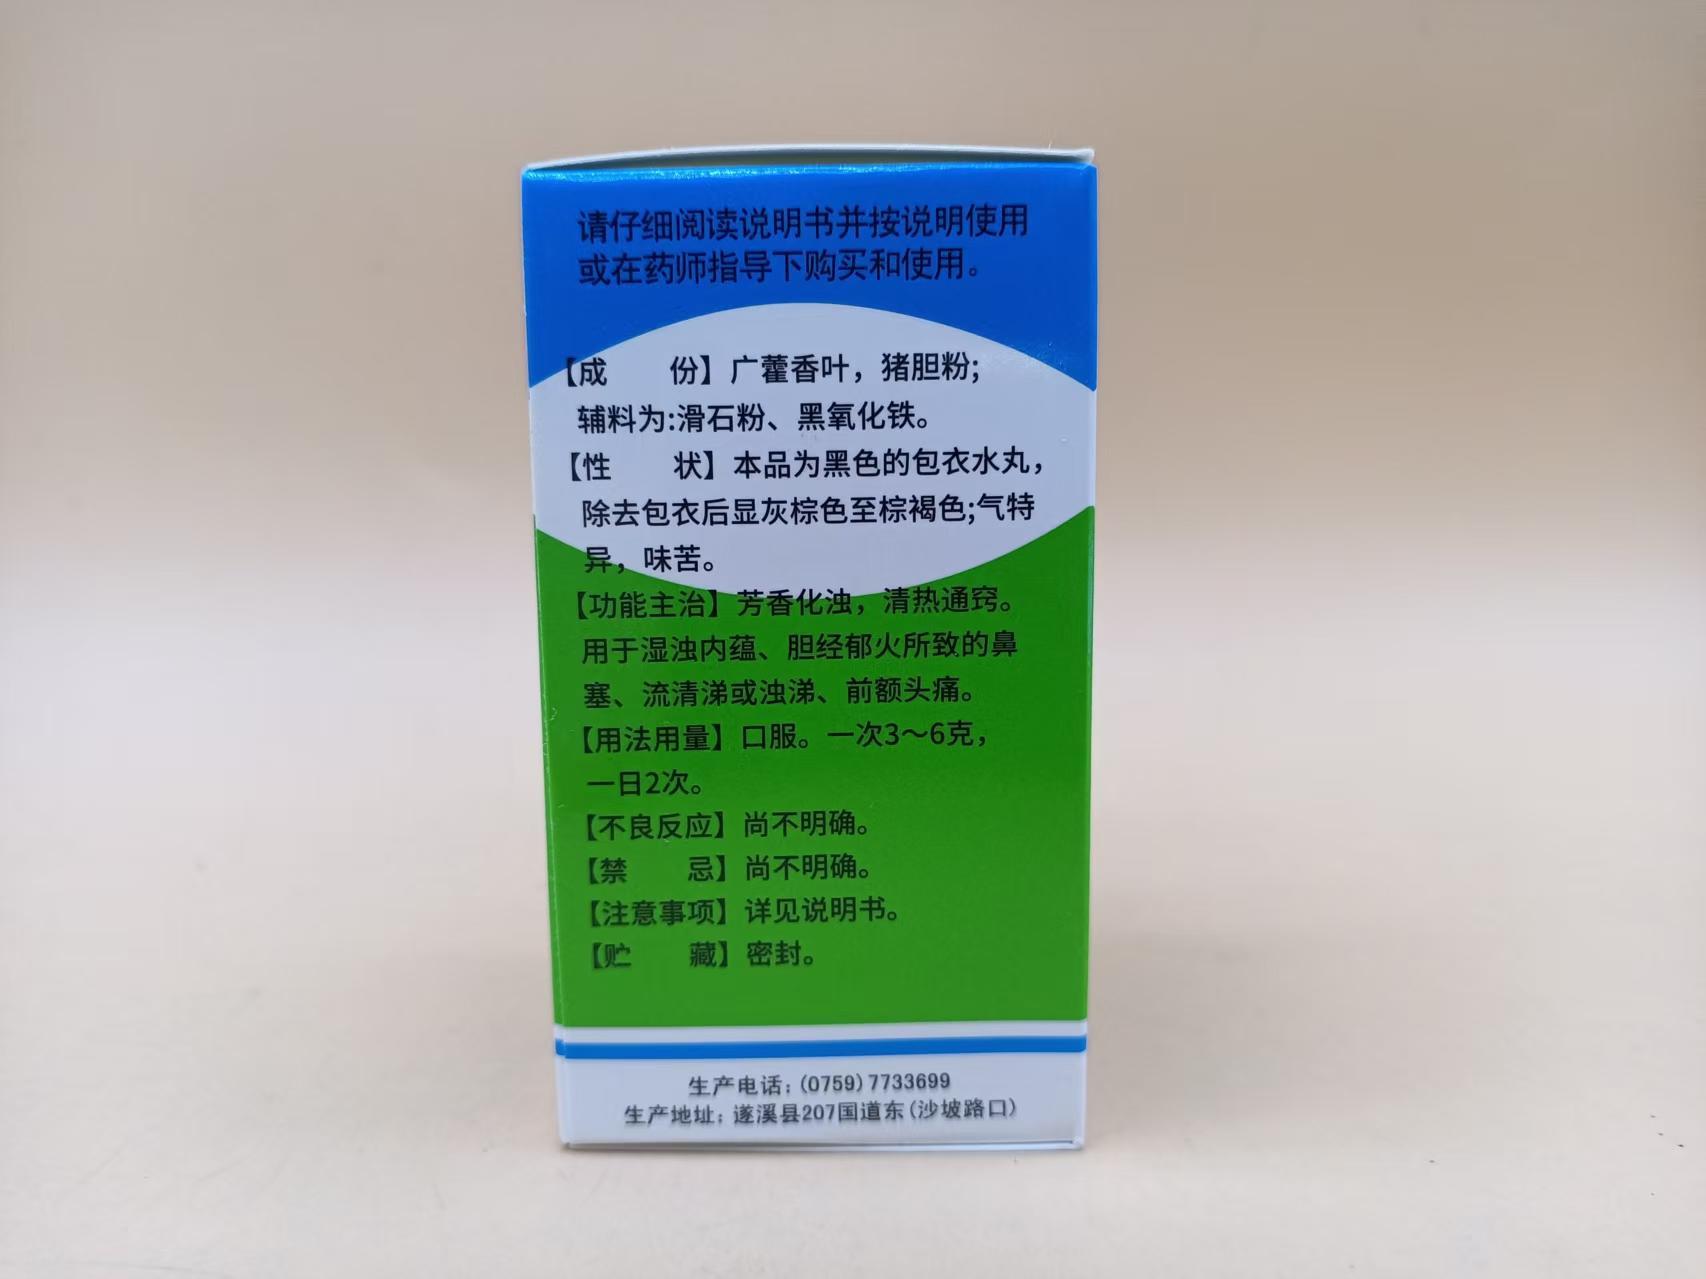 请仔细阅读说明书并按说明使用
或在药师指导下购买和使用。
【成　　份】广藿香叶，猪胆粉;
辅料为:滑石粉、黑氧化铁。
【性　　状】本品为黑色的包衣水丸，
除去包衣后显灰棕色至棕褐色;气特
异，味苦。
【功能主治】芳香化浊，清热通窍。
用于湿浊内蕴、胆经郁火所致的鼻
塞、流清涕或浊涕、前额头痛。
【用法用量】口服。一次3～6克，
一日2次。
【不良反应】尚不明确。
【禁　　忌】尚不明确。
【注意事项】详见说明书。
【贮　　藏】密封。
生产电话：(0759)7733699
生产地址：遂溪县207国道东(沙坡路口)